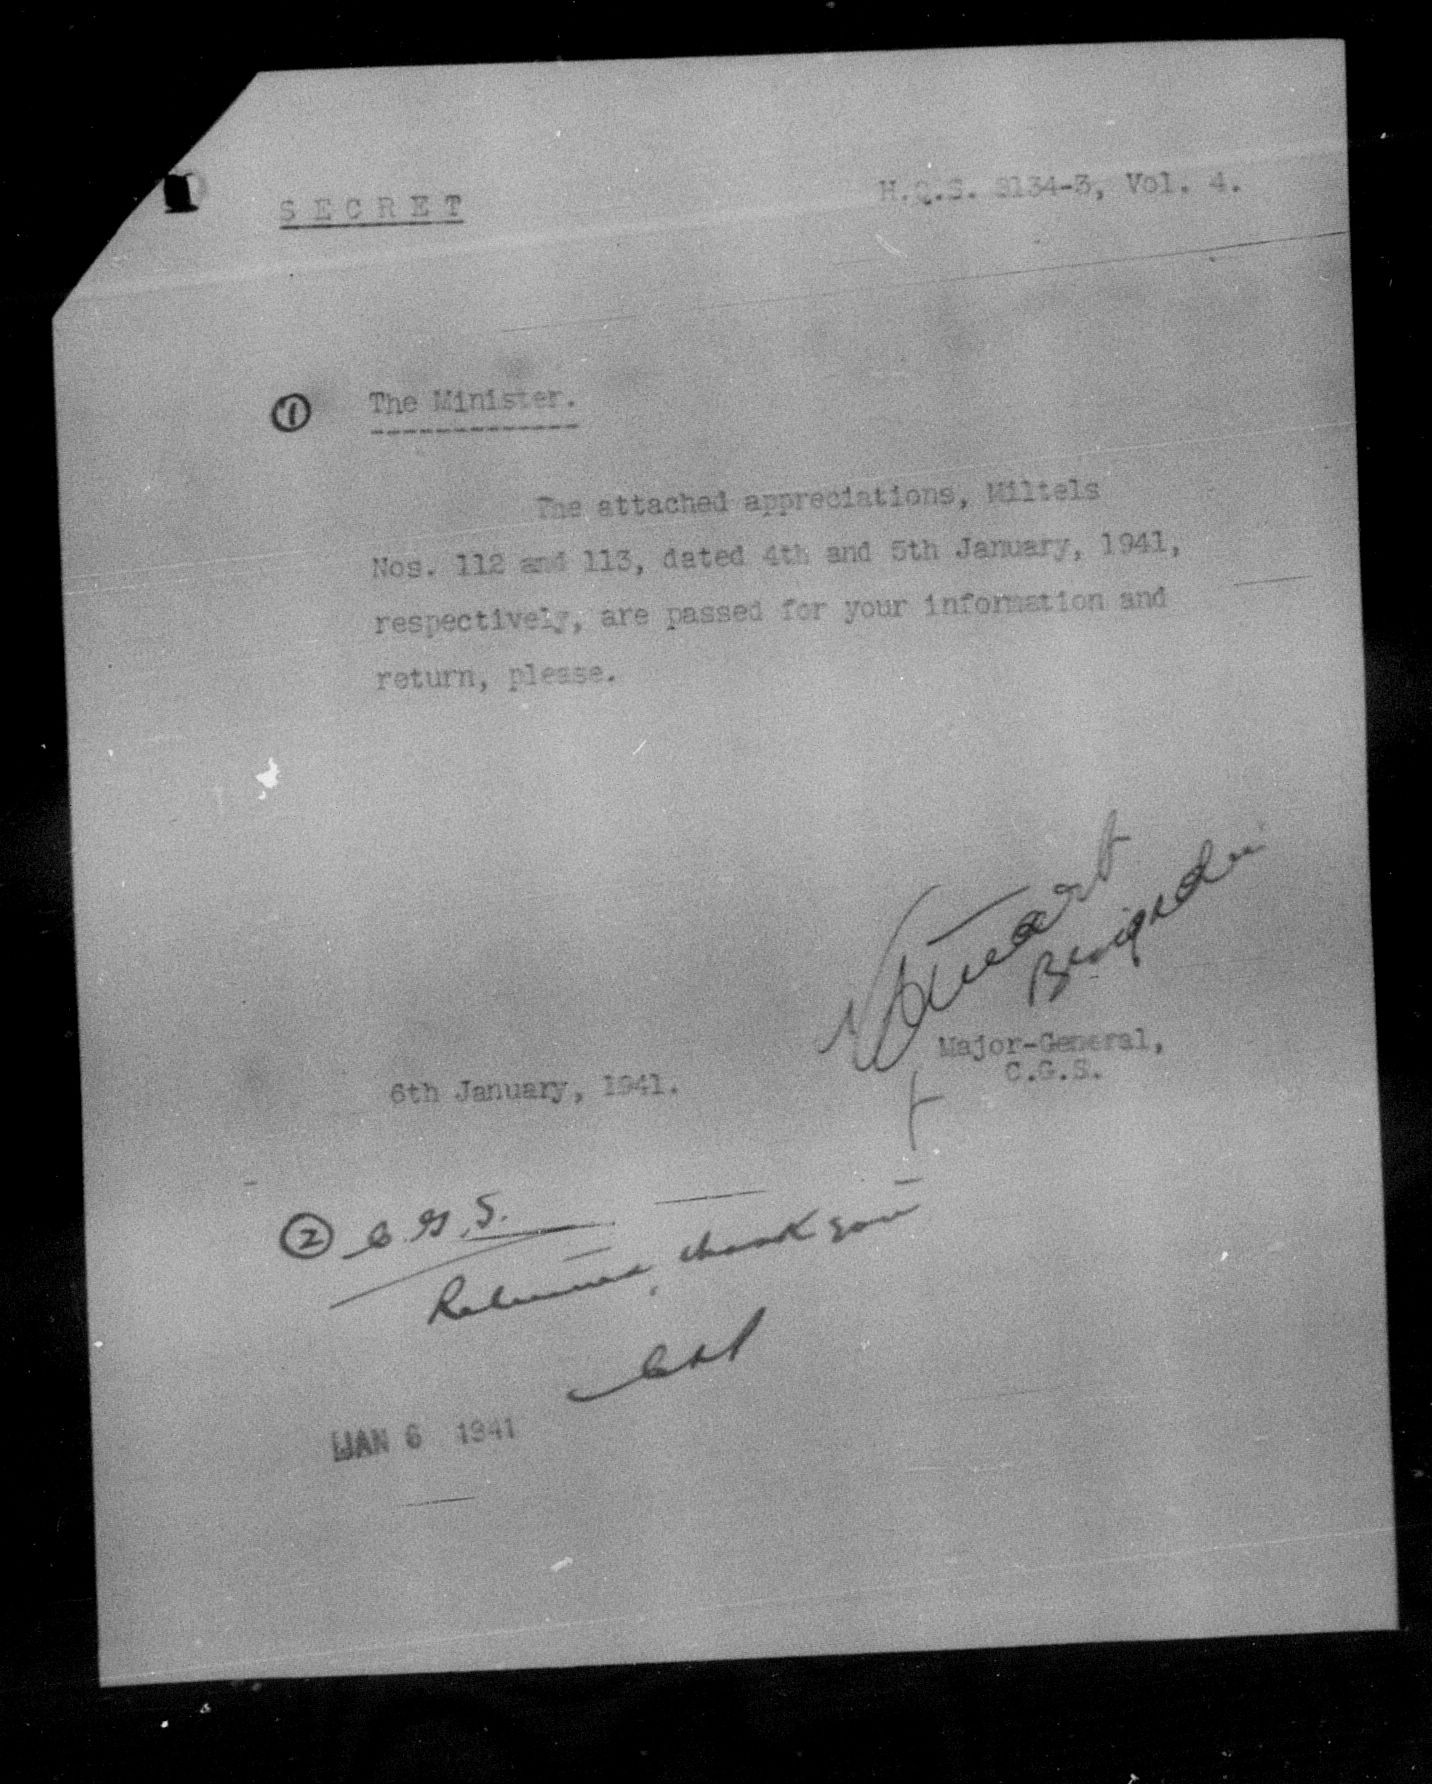 SECRET
H.Q.S. 8134-3, Vol. 4.
① The Minister.
The attached appreciations, Miltels
Nos. 112 and 113, dated 4th and 5th January, 1941,
respectively, are passed for your information and
return, please.
Stuart
Brigadier
Major-General,
C.G.S.
6th January, 1941.
② C.G.S.
Returned, thank you
JAN 6 1941